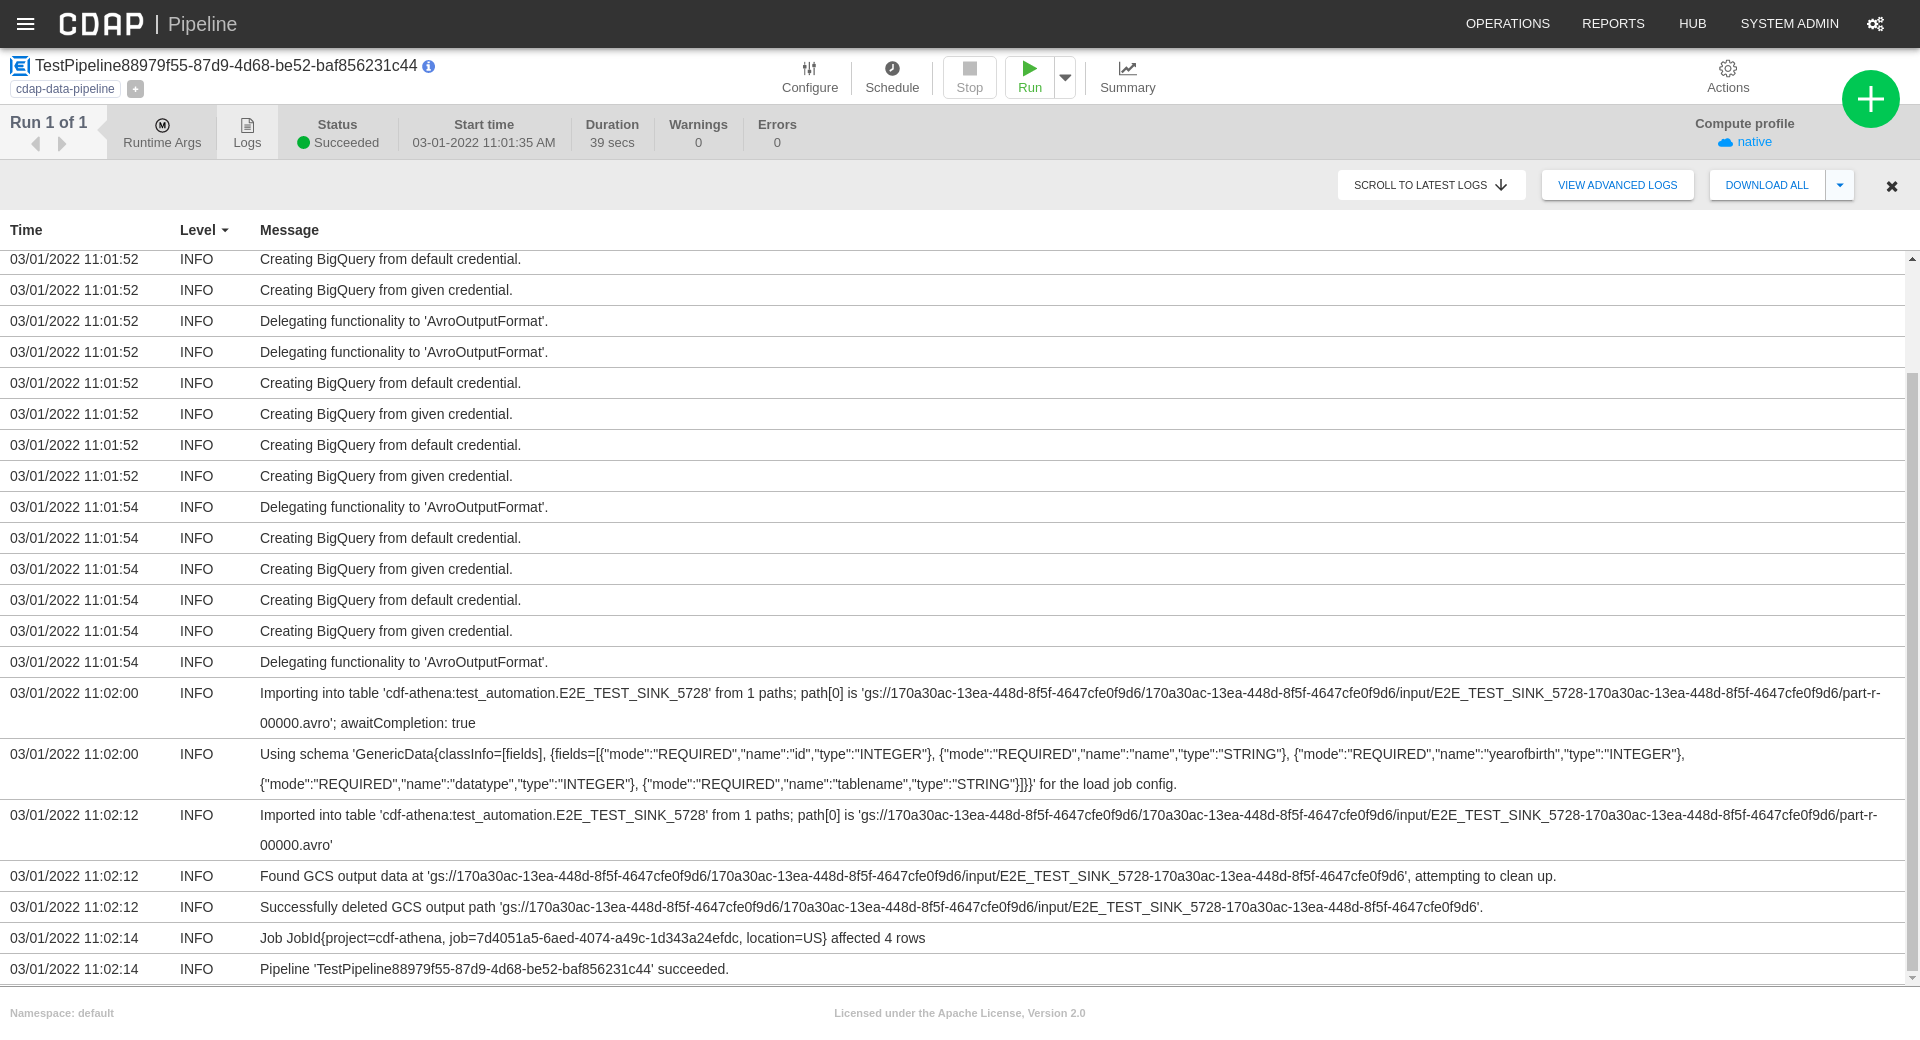 CDAP | Pipeline
OPERATIONS REPORTS HUB SYSTEM ADMIN
TestPipeline88979f55-87d9-4d68-be52-baf856231c44
cdap-data-pipeline +
Configure Schedule Stop Run Summary Actions
Run 1 of 1
Runtime Args Logs
Status Start time Duration Warnings Errors Compute profile
Succeeded 03-01-2022 11:01:35 AM 39 secs 0 0 native
SCROLL TO LATEST LOGS VIEW ADVANCED LOGS DOWNLOAD ALL
Time Level Message
03/01/2022 11:01:52 INFO Creating BigQuery from default credential.
03/01/2022 11:01:52 INFO Creating BigQuery from given credential.
03/01/2022 11:01:52 INFO Delegating functionality to 'AvroOutputFormat'.
03/01/2022 11:01:52 INFO Delegating functionality to 'AvroOutputFormat'.
03/01/2022 11:01:52 INFO Creating BigQuery from default credential.
03/01/2022 11:01:52 INFO Creating BigQuery from given credential.
03/01/2022 11:01:52 INFO Creating BigQuery from default credential.
03/01/2022 11:01:52 INFO Creating BigQuery from given credential.
03/01/2022 11:01:54 INFO Delegating functionality to 'AvroOutputFormat'.
03/01/2022 11:01:54 INFO Creating BigQuery from default credential.
03/01/2022 11:01:54 INFO Creating BigQuery from given credential.
03/01/2022 11:01:54 INFO Creating BigQuery from default credential.
03/01/2022 11:01:54 INFO Creating BigQuery from given credential.
03/01/2022 11:01:54 INFO Delegating functionality to 'AvroOutputFormat'.
03/01/2022 11:02:00 INFO Importing into table 'cdf-athena:test_automation.E2E_TEST_SINK_5728' from 1 paths; path[0] is 'gs://170a30ac-13ea-448d-8f5f-4647cfe0f9d6/170a30ac-13ea-448d-8f5f-4647cfe0f9d6/input/E2E_TEST_SINK_5728-170a30ac-13ea-448d-8f5f-4647cfe0f9d6/part-r-
00000.avro'; awaitCompletion: true
03/01/2022 11:02:00 INFO Using schema 'GenericData{classInfo=[fields], {fields=[{"mode":"REQUIRED","name":"id","type":"INTEGER"}, {"mode":"REQUIRED","name":"name","type":"STRING"}, {"mode":"REQUIRED","name":"yearofbirth","type":"INTEGER"},
{"mode":"REQUIRED","name":"datatype","type":"INTEGER"}, {"mode":"REQUIRED","name":"tablename","type":"STRING"}]}}' for the load job config.
03/01/2022 11:02:12 INFO Imported into table 'cdf-athena:test_automation.E2E_TEST_SINK_5728' from 1 paths; path[0] is 'gs://170a30ac-13ea-448d-8f5f-4647cfe0f9d6/170a30ac-13ea-448d-8f5f-4647cfe0f9d6/input/E2E_TEST_SINK_5728-170a30ac-13ea-448d-8f5f-4647cfe0f9d6/part-r-
00000.avro'
03/01/2022 11:02:12 INFO Found GCS output data at 'gs://170a30ac-13ea-448d-8f5f-4647cfe0f9d6/170a30ac-13ea-448d-8f5f-4647cfe0f9d6/input/E2E_TEST_SINK_5728-170a30ac-13ea-448d-8f5f-4647cfe0f9d6', attempting to clean up.
03/01/2022 11:02:12 INFO Successfully deleted GCS output path 'gs://170a30ac-13ea-448d-8f5f-4647cfe0f9d6/170a30ac-13ea-448d-8f5f-4647cfe0f9d6/input/E2E_TEST_SINK_5728-170a30ac-13ea-448d-8f5f-4647cfe0f9d6'.
03/01/2022 11:02:14 INFO Job JobId{project=cdf-athena, job=7d4051a5-6aed-4074-a49c-1d343a24efdc, location=US} affected 4 rows
03/01/2022 11:02:14 INFO Pipeline 'TestPipeline88979f55-87d9-4d68-be52-baf856231c44' succeeded.
Namespace: default Licensed under the Apache License, Version 2.0